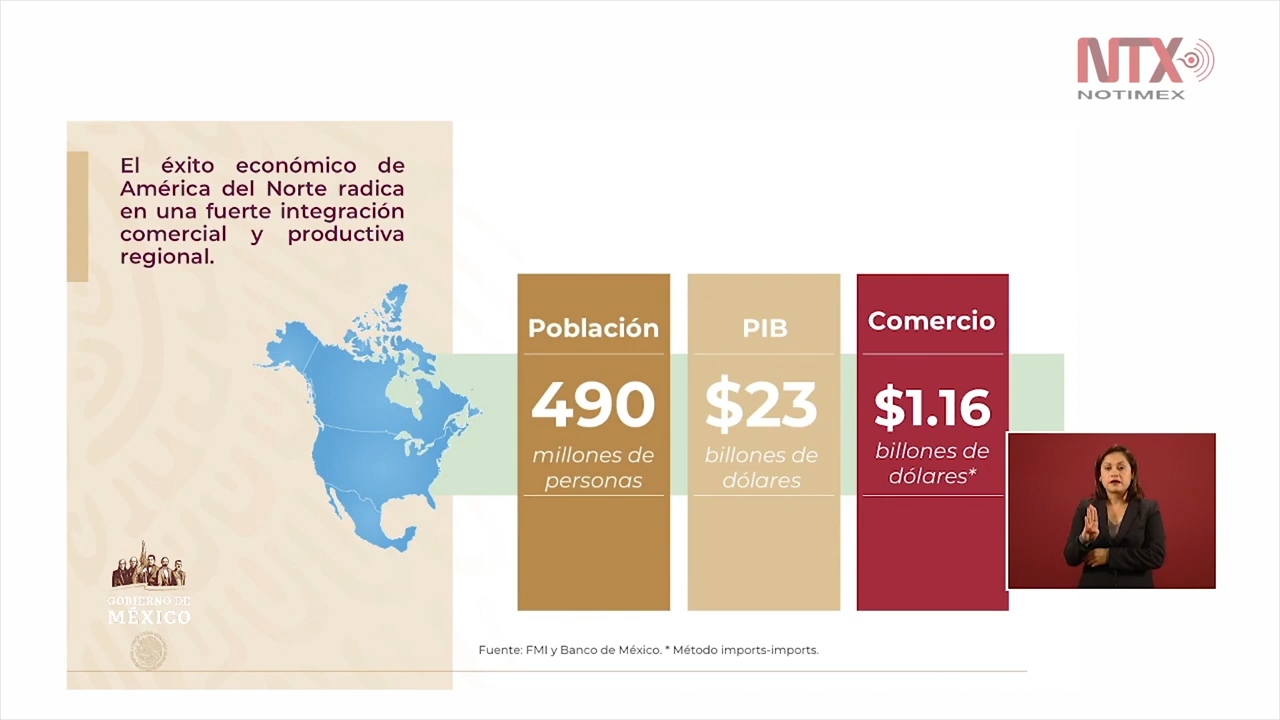 NTX
NOTIMEX
El éxito económico de
América del Norte radica
en una fuerte integración
comercial y productiva
regional.
Población
490
millones de
personas
PIB
$23
billones de
dólares
Comercio
$1.16
billones de
dólares*
GOBIERNO DE
MÉXICO
Fuente: FMI y Banco de México. * Método imports-imports.